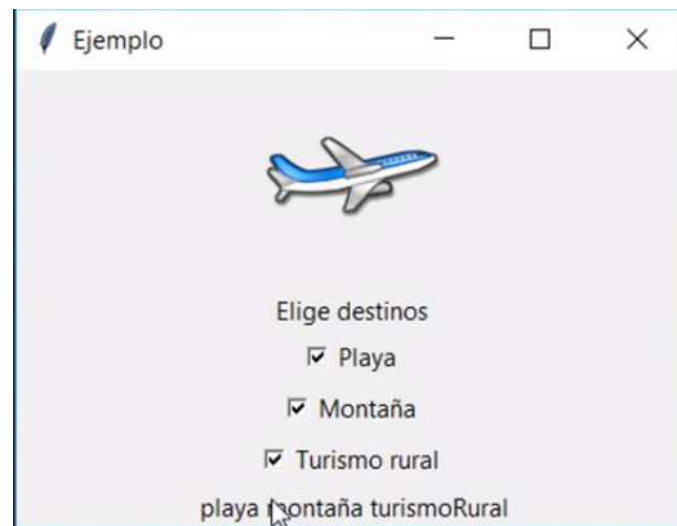 Ejemplo
Elige destinos
Playa
Montaña
Turismo rural
playa montaña turismoRural